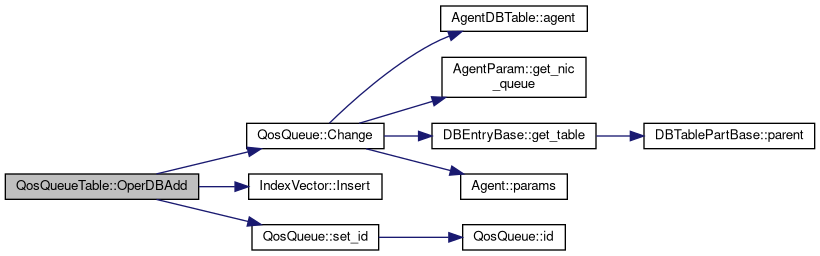 AgentDBTable::agent
AgentParam::get_nic
_queue
QosQueue::Change
DBEntryBase::get_table
DBTablePartBase::parent
QosQueueTable::OperDBAdd
IndexVector::Insert
Agent::params
QosQueue::set_id
QosQueue::id